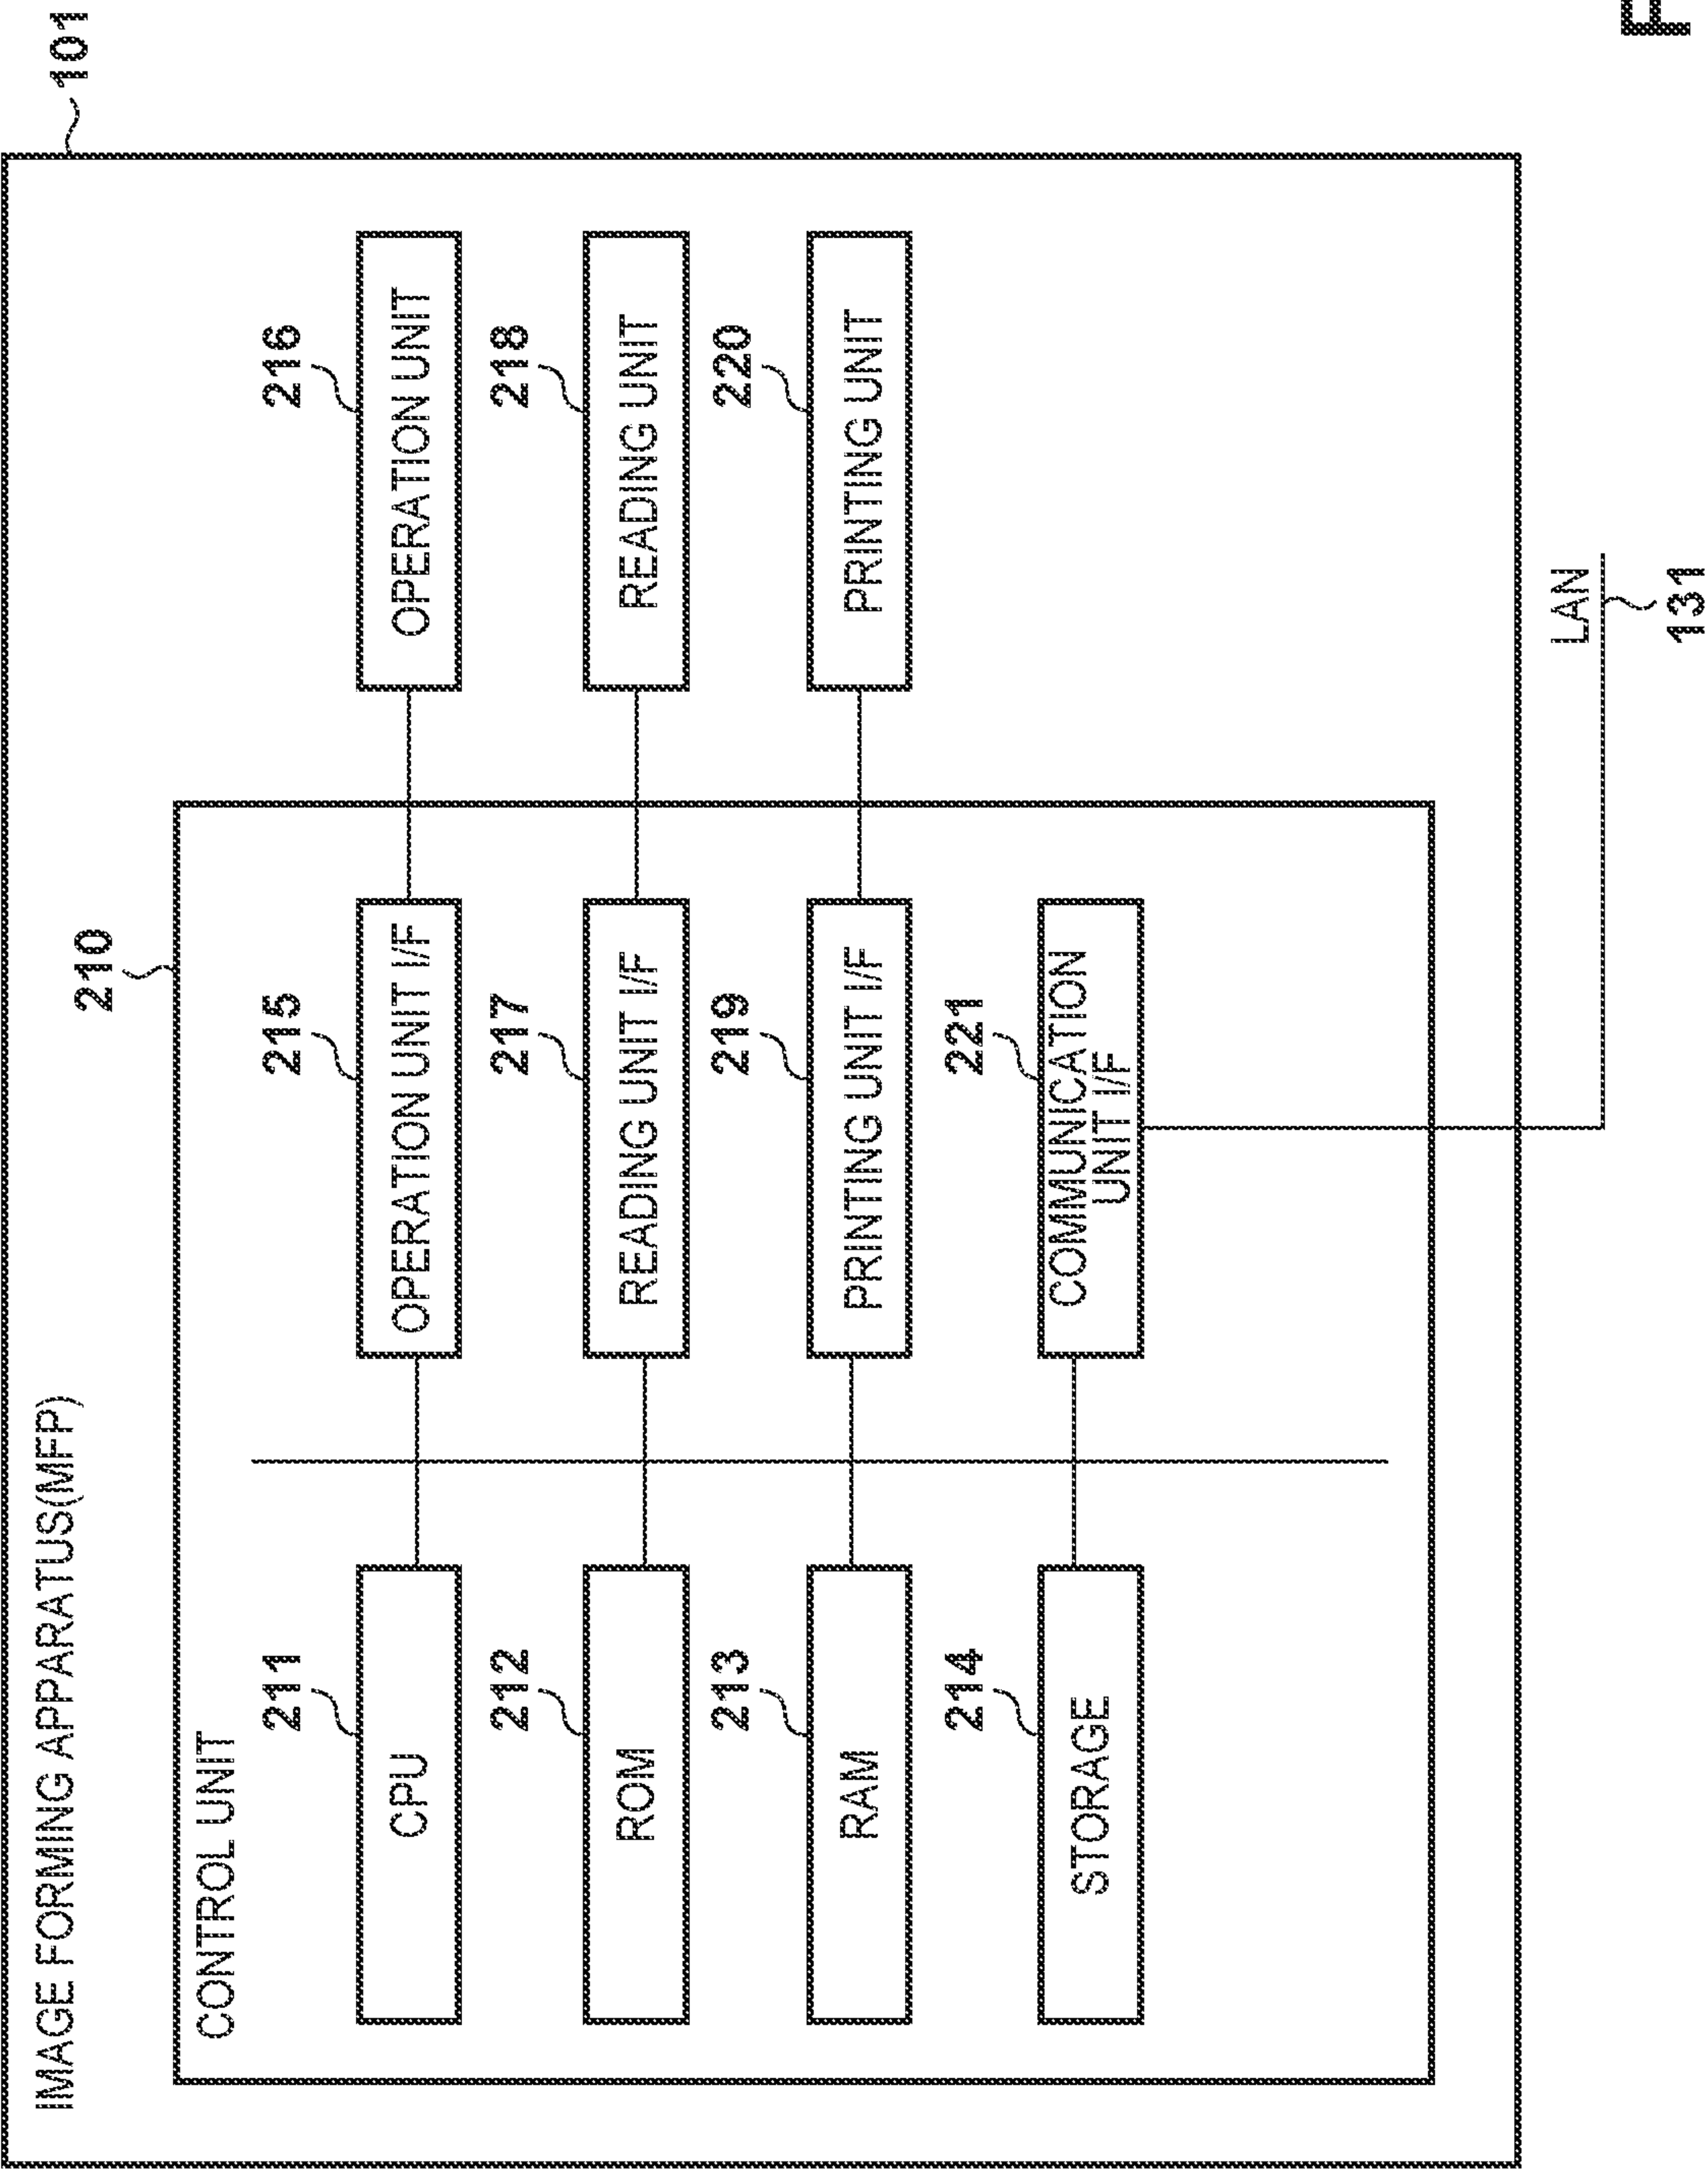 101
IMAGE FORMING APPARATUS(MFP)
210
CONTROL UNIT
211
CPU
215
OPERATION UNIT I/F
216
OPERATION UNIT
212
ROM
217
READING UNIT I/F
218
READING UNIT
213
RAM
219
PRINTING UNIT I/F
220
PRINTING UNIT
214
STORAGE
221
COMMUNICATION
UNIT I/F
LAN
131
F